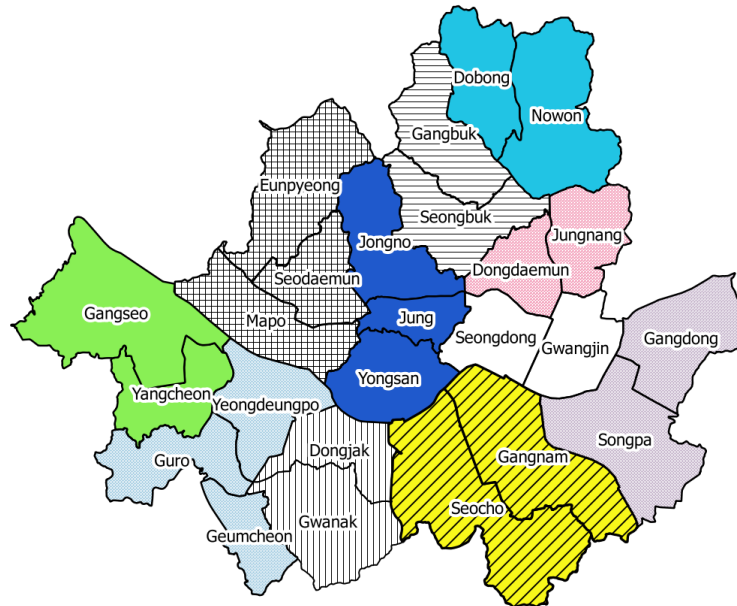 Dobong
Nowon
Gangbuk
Eunpyeong
Seongbuk
Jungnang
Jongno
Seodaemun
Dongdaemun
Gangseo
Mapo
Jung
Seongdong
Gwangjin
Gangdong
Yangcheon
Yeongdeungpo
Yongsan
Songpa
Guro
Dongjak
Gangnam
Seocho
Geumcheon
Gwanak